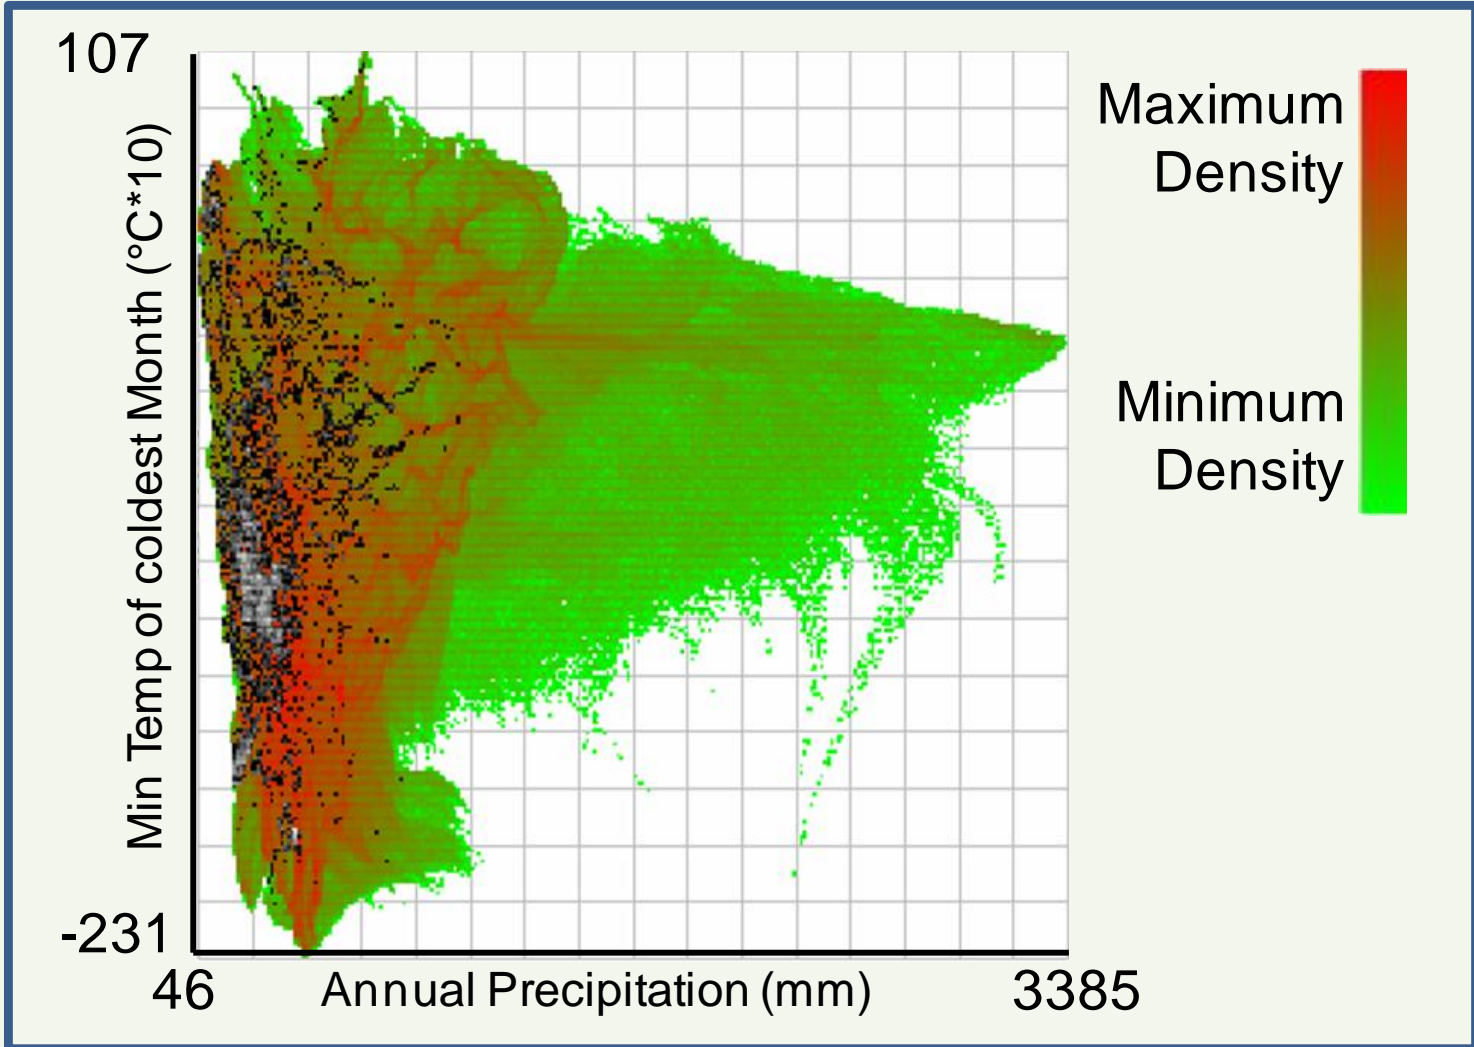 107
Maximum
Density
Min Temp of coldest Month (°C*10)
Minimum
Density
-231
46
Annual Precipitation (mm)
3385